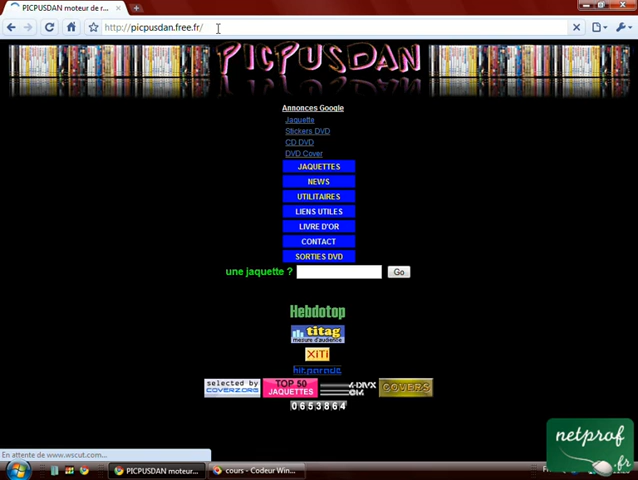 PICPUSDAN moteur de r...
http://picpusdan.free.fr/
PICPUSDAN
Annonces Google
Jaquette
Stickers DVD
CD DVD
DVD Cover
JAQUETTES
NEWS
UTILITAIRES
LIENS UTILES
LIVRE D'OR
CONTACT
SORTIES DVD
une jaquette ? Go
Hebdotop
titag
mesure d'audience
XiTi
hit.parade
selected by
COVERZ.ORG
TOP 50
JAQUETTES
COVERS
0653864
En attente de www.wscut.com...
PICPUSDAN moteur...
cours - Codeur Win...
netprof
.fr